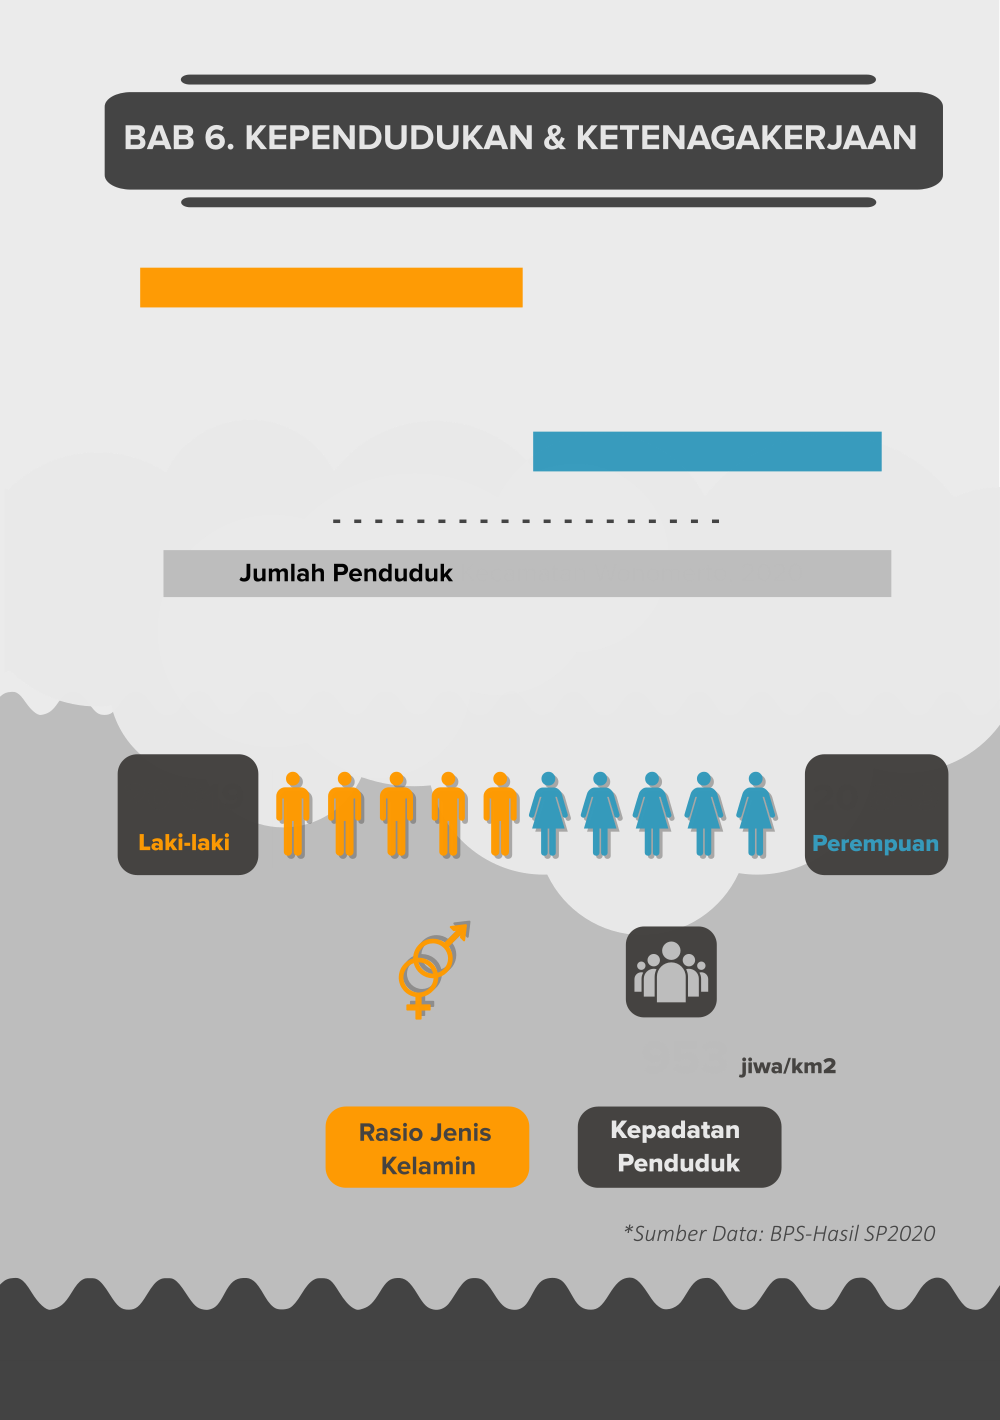 BAB 6. KEPENDUDUKAN & KETENAGAKERJAAN
Jumlah Penduduk
Laki-laki
Perempuan
jiwa/km2
Rasio Jenis
Kelamin
Kepadatan
Penduduk
*Sumber Data: BPS-Hasil SP2020